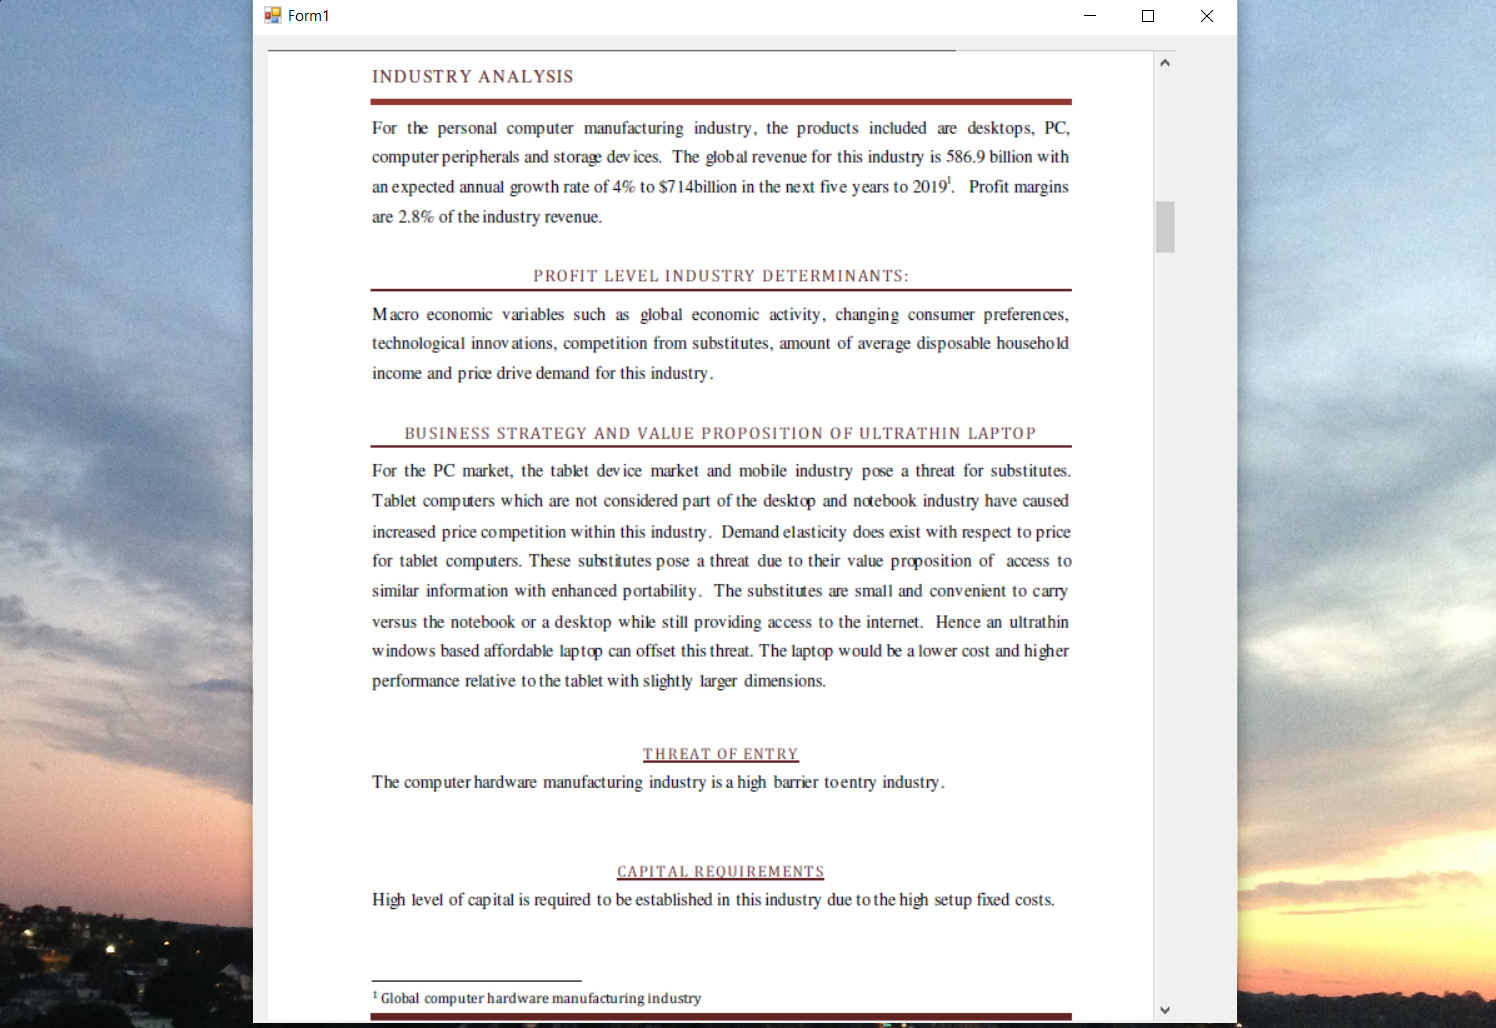 Form1
INDUSTRY ANALYSIS
For the personal computer manufacturing industry, the products included are desktops, PC,
computer peripherals and storage devices. The global revenue for this industry is 586.9 billion with
an expected annual growth rate of 4% to $714billion in the next five years to 2019¹. Profit margins
are 2.8% of the industry revenue.
PROFIT LEVEL INDUSTRY DETERMINANTS:
Macro economic variables such as global economic activity, changing consumer preferences,
technological innovations, competition from substitutes, amount of average disposable household
income and price drive demand for this industry.
BUSINESS STRATEGY AND VALUE PROPOSITION OF ULTRATHIN LAPTOP
For the PC market, the tablet device market and mobile industry pose a threat for substitutes.
Tablet computers which are not considered part of the desktop and notebook industry have caused
increased price competition within this industry. Demand elasticity does exist with respect to price
for tablet computers. These substitutes pose a threat due to their value proposition of access to
similar information with enhanced portability. The substitutes are small and convenient to carry
versus the notebook or a desktop while still providing access to the internet. Hence an ultrathin
windows based affordable laptop can offset this threat. The laptop would be a lower cost and higher
performance relative to the tablet with slightly larger dimensions.
THREAT OF ENTRY
The computer hardware manufacturing industry is a high barrier to entry industry.
CAPITAL REQUIREMENTS
High level of capital is required to be established in this industry due to the high setup fixed costs.
¹ Global computer hardware manufacturing industry